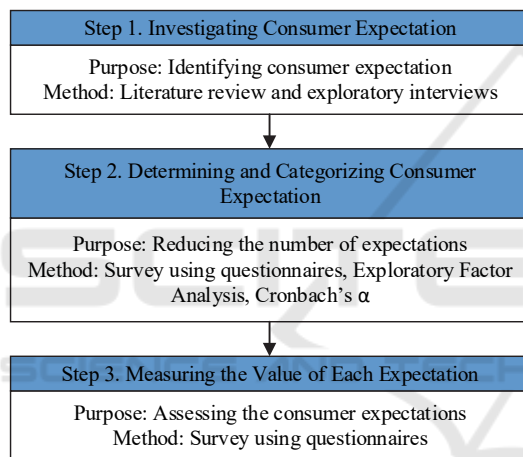 Step 1. Investigating Consumer Expectation
Purpose: Identifying consumer expectation
Method: Literature review and exploratory interviews
Step 2. Determining and Categorizing Consumer
Expectation
Purpose: Reducing the number of expectations
Method: Survey using questionnaires, Exploratory Factor
Analysis, Cronbach's α
Step 3. Measuring the Value of Each Expectation
Purpose: Assessing the consumer expectations
Method: Survey using questionnaires